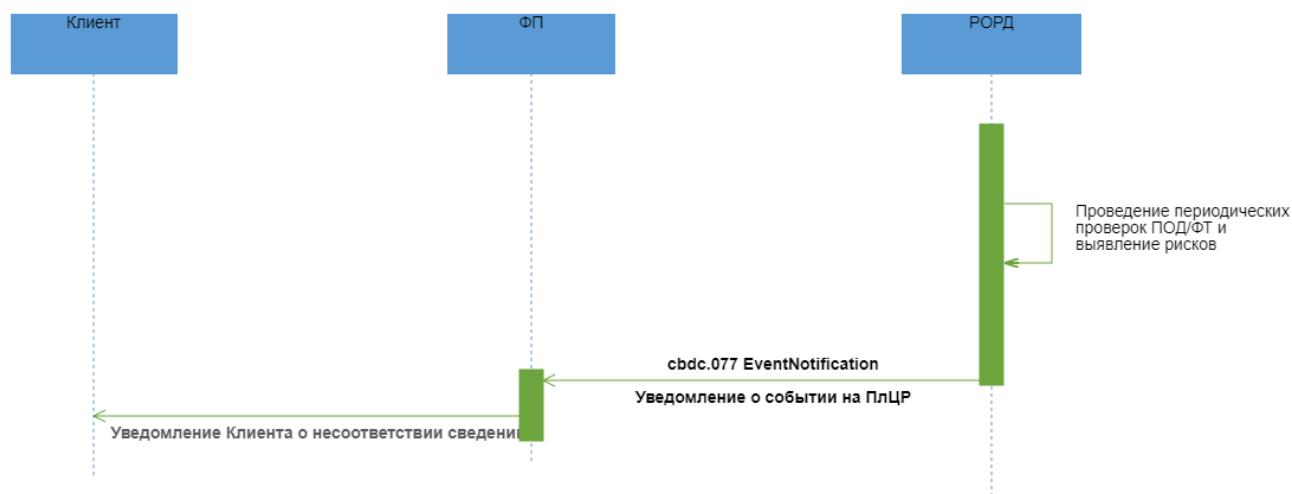 Клиент
ФП
РОРД
Проведение периодических
проверок ПОД/ФТ и
выявление рисков
cbdc.077 EventNotification
Уведомление о событии на ПлЦР
Уведомление Клиента о несоответствии сведени